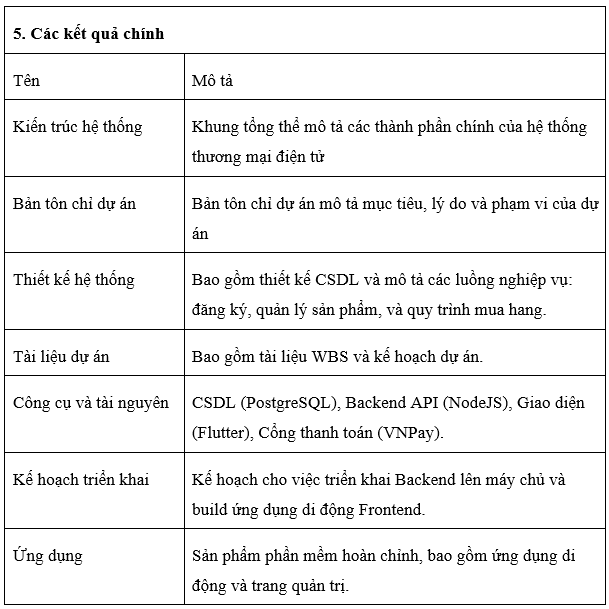 5. Các kết quả chính
Tên
Mô tả
Kiến trúc hệ thống
Khung tổng thể mô tả các thành phần chính của hệ thống
thương mại điện tử
Bản tôn chỉ dự án
Bản tôn chỉ dự án mô tả mục tiêu, lý do và phạm vi của dự
án
Thiết kế hệ thống
Bao gồm thiết kế CSDL và mô tả các luồng nghiệp vụ:
đăng ký, quản lý sản phẩm, và quy trình mua hang.
Tài liệu dự án
Bao gồm tài liệu WBS và kế hoạch dự án.
Công cụ và tài nguyên
CSDL (PostgreSQL), Backend API (NodeJS), Giao diện
(Flutter), Cổng thanh toán (VNPay).
Kế hoạch triển khai
Kế hoạch cho việc triển khai Backend lên máy chủ và
build ứng dụng di động Frontend.
Ứng dụng
Sản phẩm phần mềm hoàn chỉnh, bao gồm ứng dụng di
động và trang quản trị.